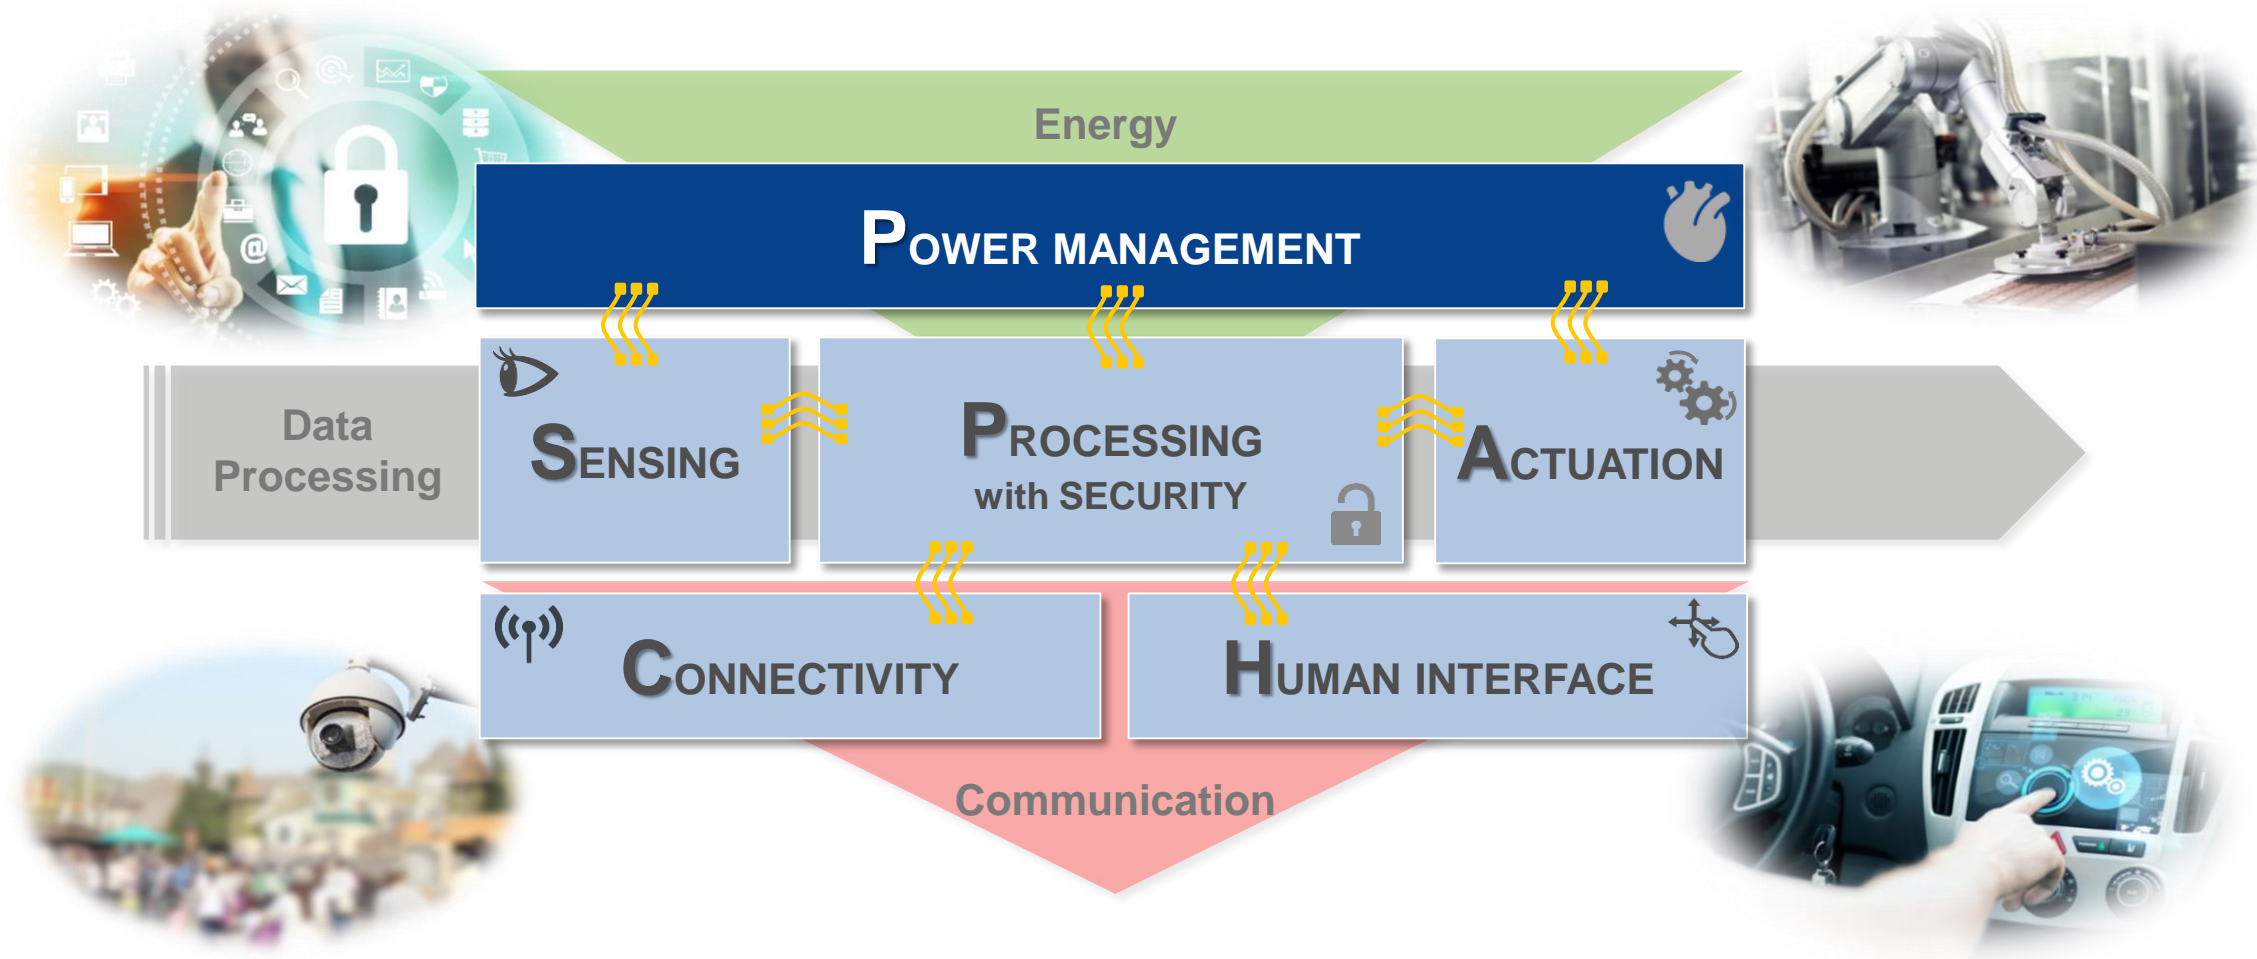 Energy
POWER MANAGEMENT
Data
Processing
SENSING
PROCESSING
with SECURITY
ACTUATION
CONNECTIVITY
HUMAN INTERFACE
Communication